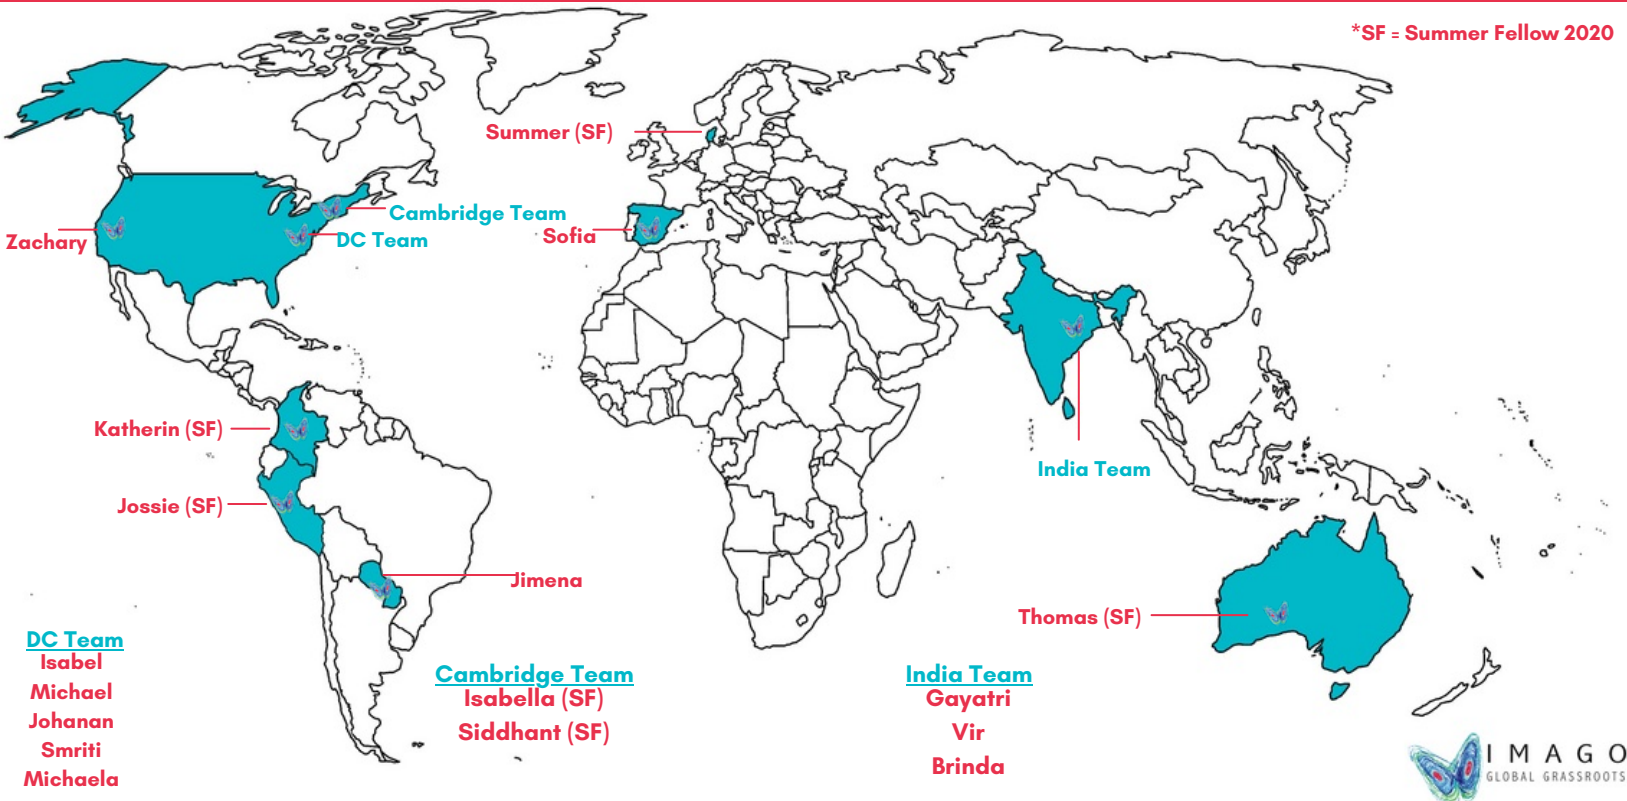 *SF = Summer Fellow 2020
Summer (SF)
Cambridge Team
DC Team
Zachary
Sofia
Katherin (SF)
India Team
Jossie (SF)
Jimena
Thomas (SF)
DC Team
Isabel
Michael
Johanan
Smriti
Michaela
Cambridge Team
Isabella (SF)
Siddhant (SF)
India Team
Gayatri
Vir
Brinda
IMAGO
GLOBAL GRASSROOTS